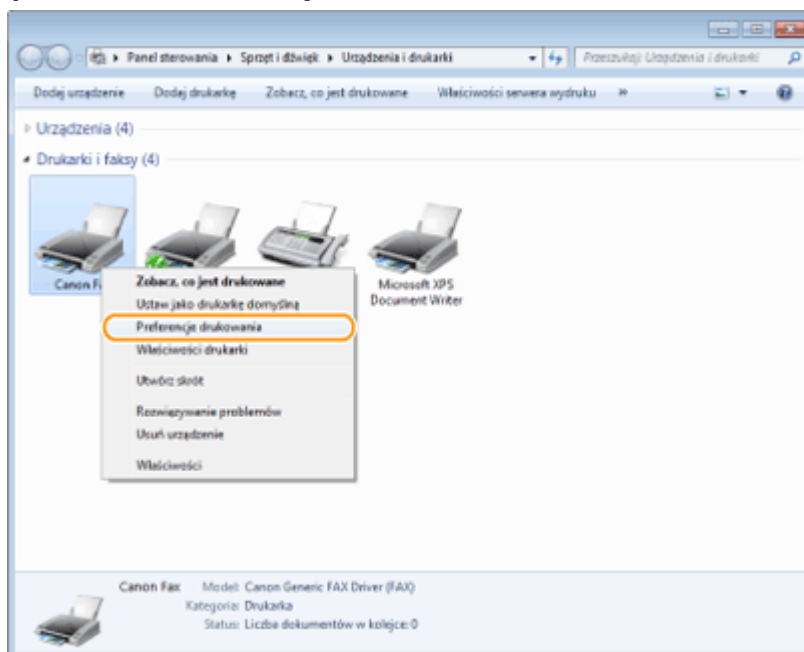 Panel sterowania ▸ Sprzęt i dźwięk ▸ Urządzenia i drukarki
Przeszukaj: Urządzenia i drukarki
Dodaj urządzenie Dodaj drukarkę Zobacz, co jest drukowane Właściwości serwera wydruku »
Urządzenia (4)
Drukarki i faksy (4)
Canon F
Microsoft XPS
Document Writer
Zobacz, co jest drukowane
Ustaw jako drukarkę domyślną
Preferencje drukowania
Właściwości drukarki
Utwórz skrót
Rozwiązywanie problemów
Usuń urządzenie
Właściwości
Canon Fax Model: Canon Generic FAX Driver (FAX)
Kategoria: Drukarka
Status: Liczba dokumentów w kolejce: 0